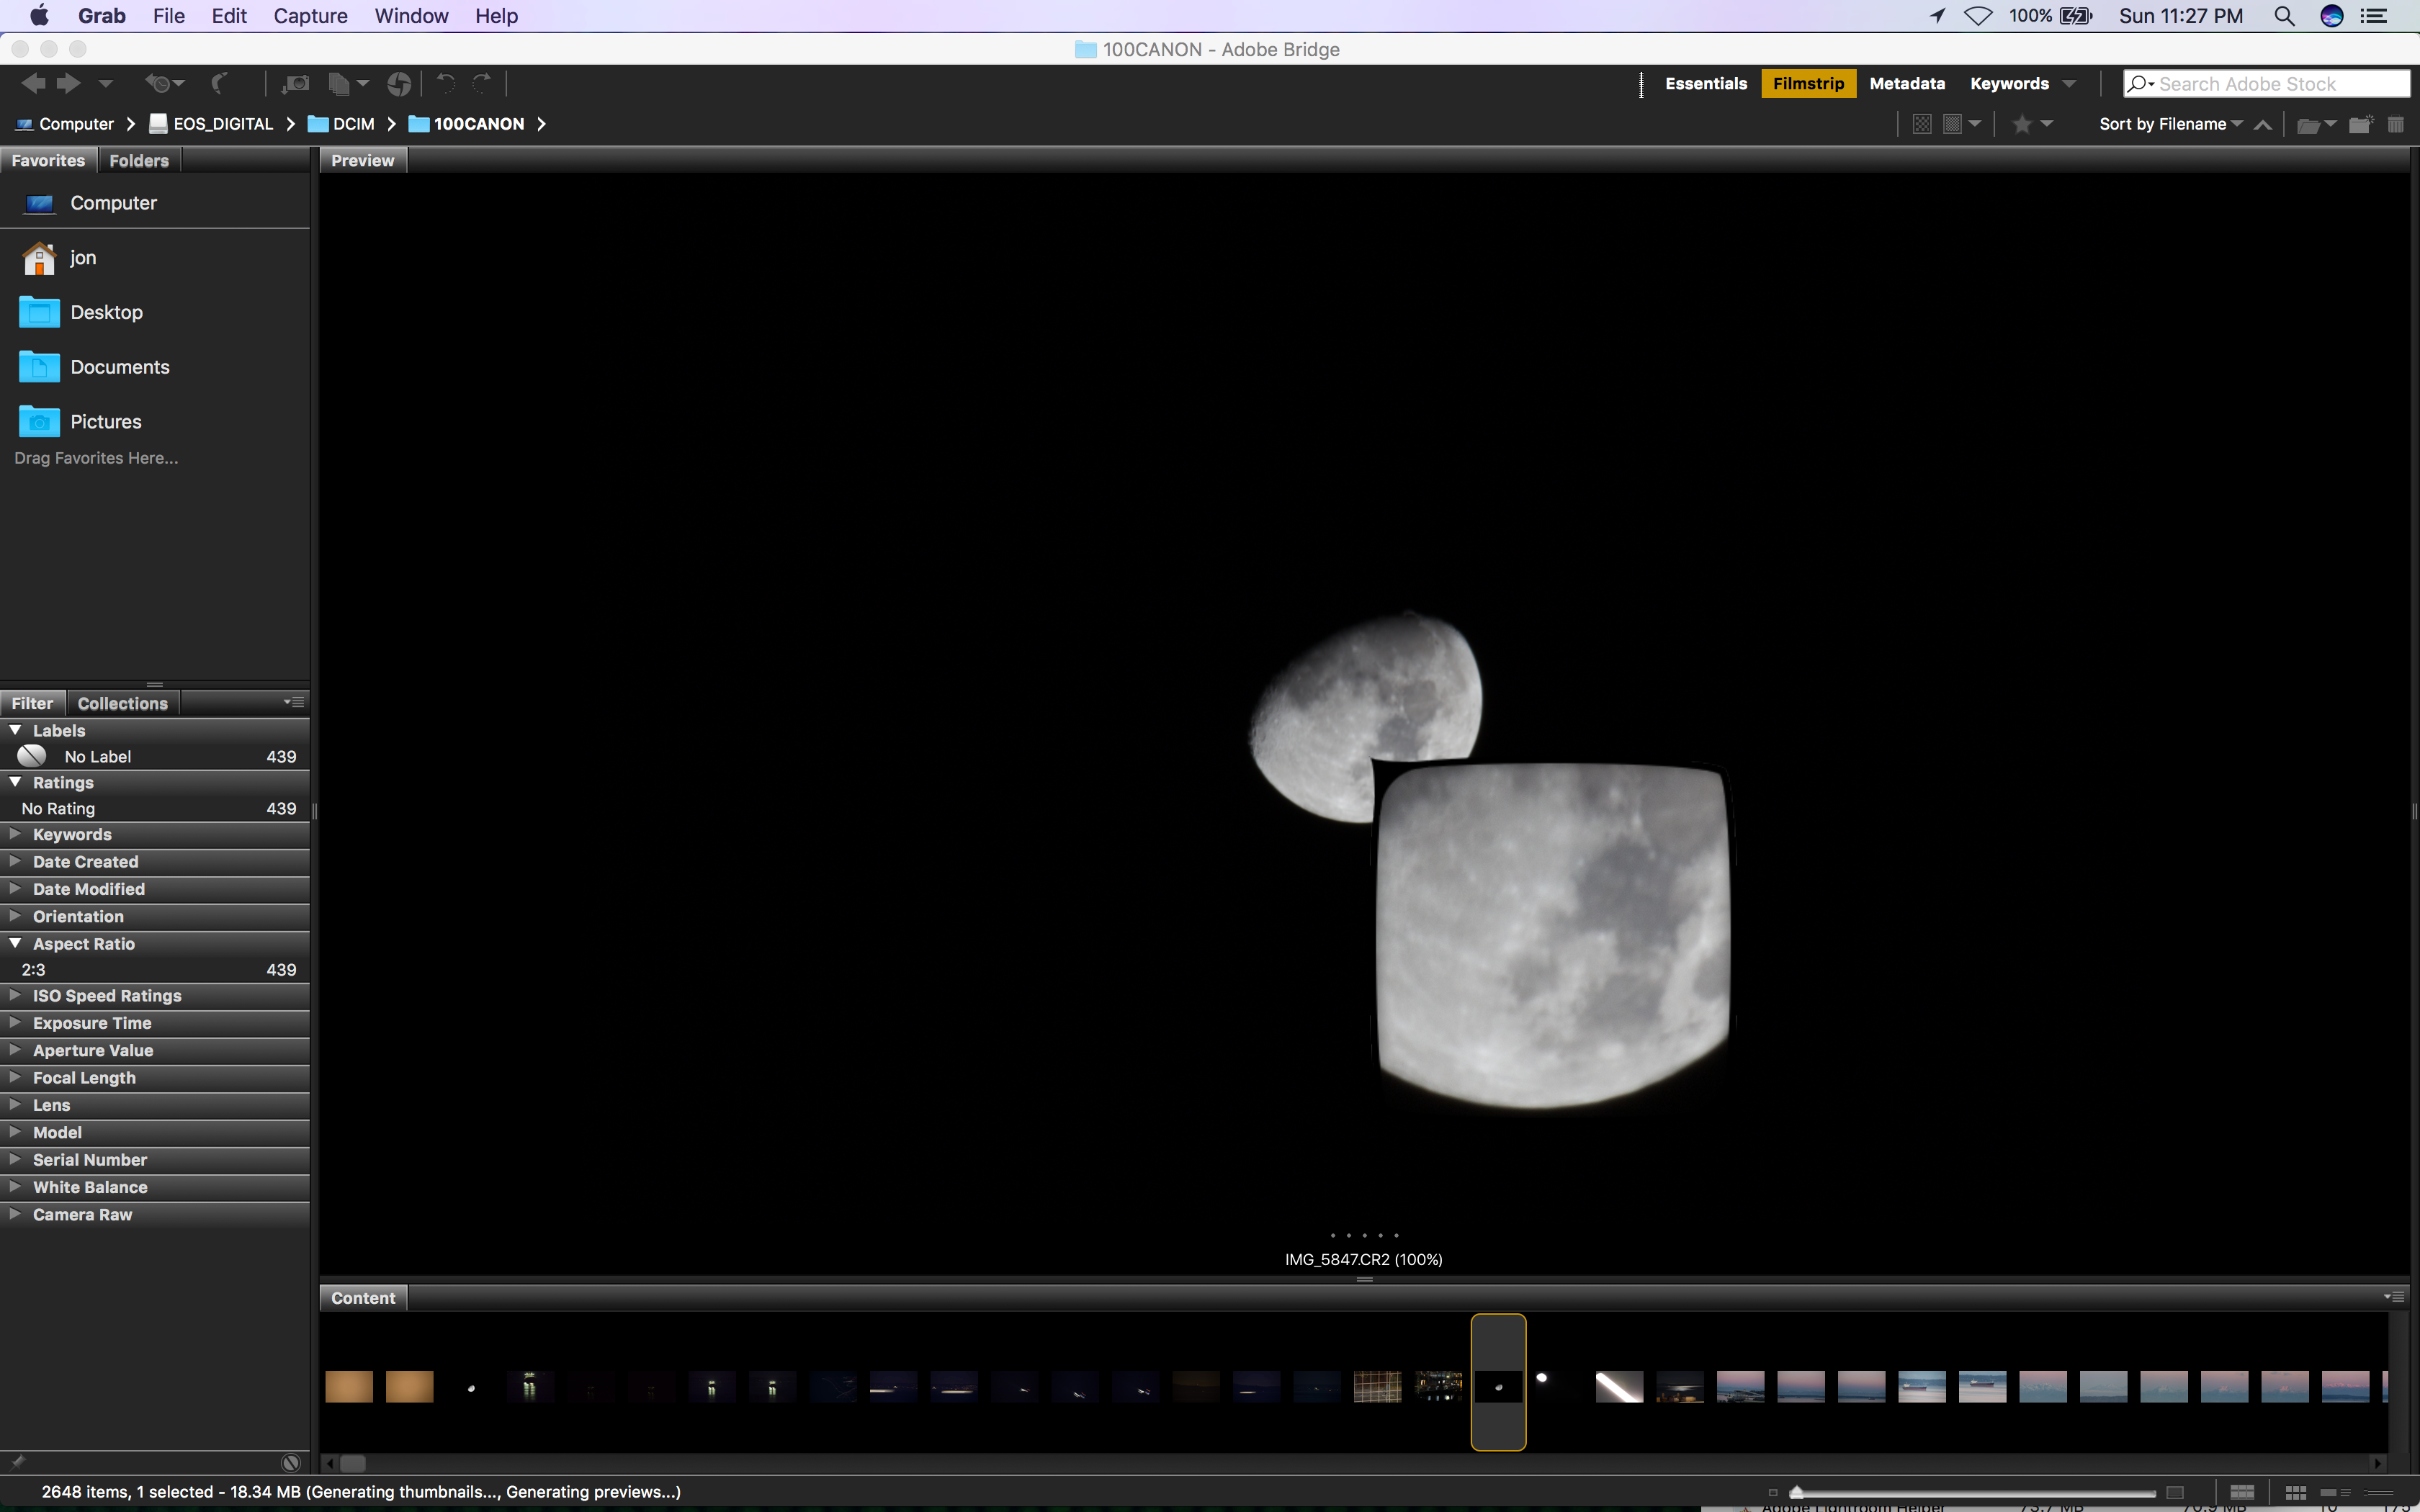 Grab File Edit Capture Window Help 100% Sun 11:27 PM
100CANON - Adobe Bridge
Essentials Filmstrip Metadata Keywords Search Adobe Stock
Computer EOS_DIGITAL DCIM 100CANON Sort by Filename
Favorites Folders Preview
Computer
jon
Desktop
Documents
Pictures
Drag Favorites Here...
Filter Collections
Labels
No Label 439
Ratings
No Rating 439
Keywords
Date Created
Date Modified
Orientation
Aspect Ratio
2:3 439
ISO Speed Ratings
Exposure Time
Aperture Value
Focal Length
Lens
Model
Serial Number
White Balance
Camera Raw
IMG_5847.CR2 (100%)
Content
2648 items, 1 selected - 18.34 MB (Generating thumbnails..., Generating previews...)
Adobe Lightroom Helper